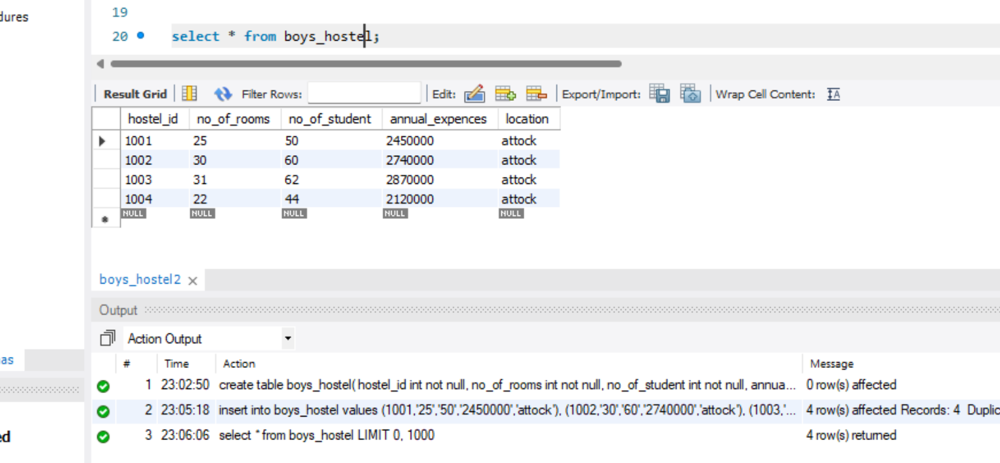 dures
19
20 select * from boys_hostel;
Result Grid Filter Rows: Edit: Export/Import: Wrap Cell Content: IA
hostel_id no_of_rooms no_of_student annual_expences location
1001 25 50 2450000 attock
1002 30 60 2740000 attock
1003 31 62 2870000 attock
1004 22 44 2120000 attock
NULL NULL NULL NULL NULL
boys_hostel2
Output
Action Output
as
# Time Action Message
1 23:02:50 create table boys_hostel( hostel_id int not null, no_of_rooms int not null, no_of_student int not null, annua... 0 row(s) affected
2 23:05:18 insert into boys_hostel values (1001,'25','50','2450000','attock'), (1002,'30','60','2740000','attock'), (1003,'... 4 row(s) affected Records: 4 Duplic
ed
3 23:06:06 select * from boys_hostel LIMIT 0, 1000 4 row(s) returned